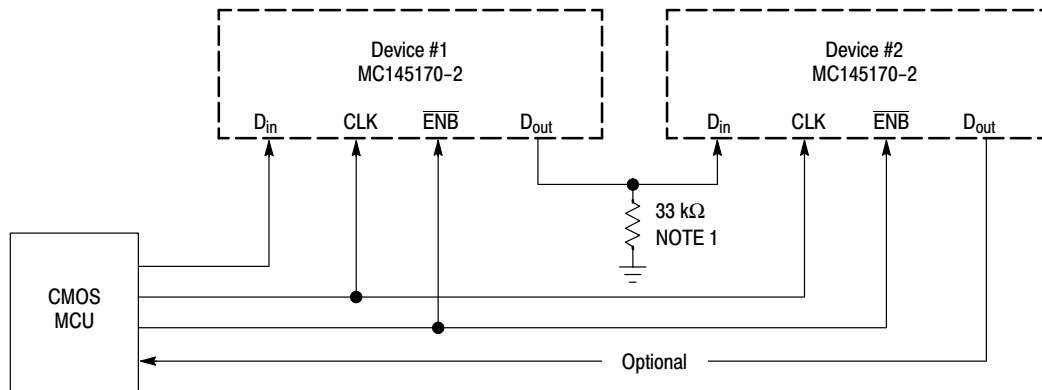 Device #1
MC145170-2
Din CLK ENB Dout
Device #2
MC145170-2
Din CLK ENB Dout
33 kΩ
NOTE 1
CMOS
MCU
Optional